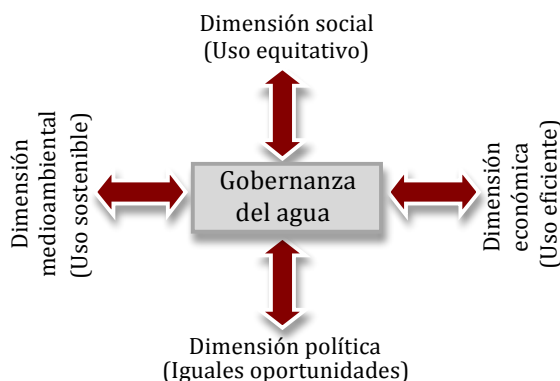 Dimensión social
(Uso equitativo)
Dimensión
medioambiental
(Uso sostenible)
Gobernanza
del agua
Dimensión
económica
(Uso eficiente)
Dimensión política
(Iguales oportunidades)